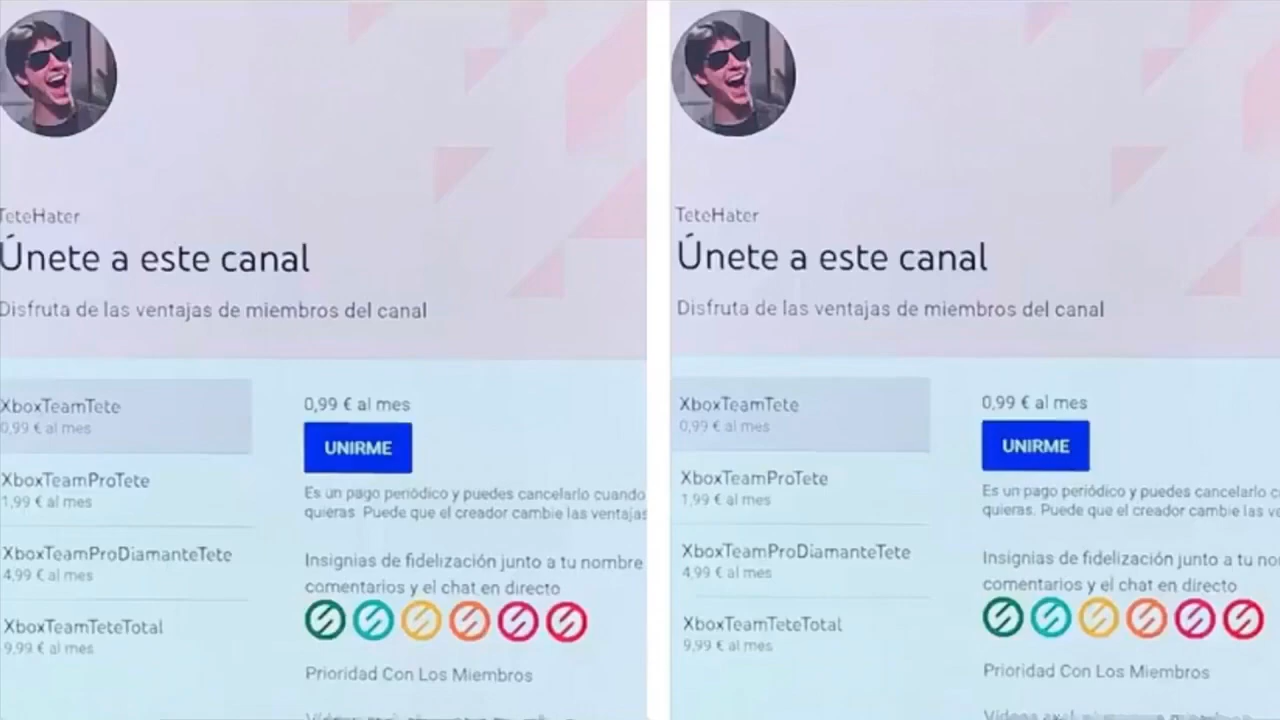 TeteHater
Únete a este canal
Disfruta de las ventajas de miembros del canal
XboxTeamTete
0,99 € al mes
XboxTeamProTete
1,99 € al mes
XboxTeamProDiamanteTete
4,99 € al mes
XboxTeamTeteTotal
9,99 € al mes
0,99 € al mes
UNIRME
Es un pago periódico y puedes cancelarlo cuando
quieras. Puede que el creador cambie las ventajas
Insignias de fidelización junto a tu nombre
comentarios y el chat en directo
Prioridad Con Los Miembros
TeteHater
Únete a este canal
Disfruta de las ventajas de miembros del canal
XboxTeamTete
0,99 € al mes
XboxTeamProTete
1,99 € al mes
XboxTeamProDiamanteTete
4,99 € al mes
XboxTeamTeteTotal
9,99 € al mes
0,99 € al mes
UNIRME
Es un pago periódico y puedes cancelarlo c
quieras. Puede que el creador cambie las ve
Insignias de fidelización junto a tu no
comentarios y el chat en directo
Prioridad Con Los Miembros